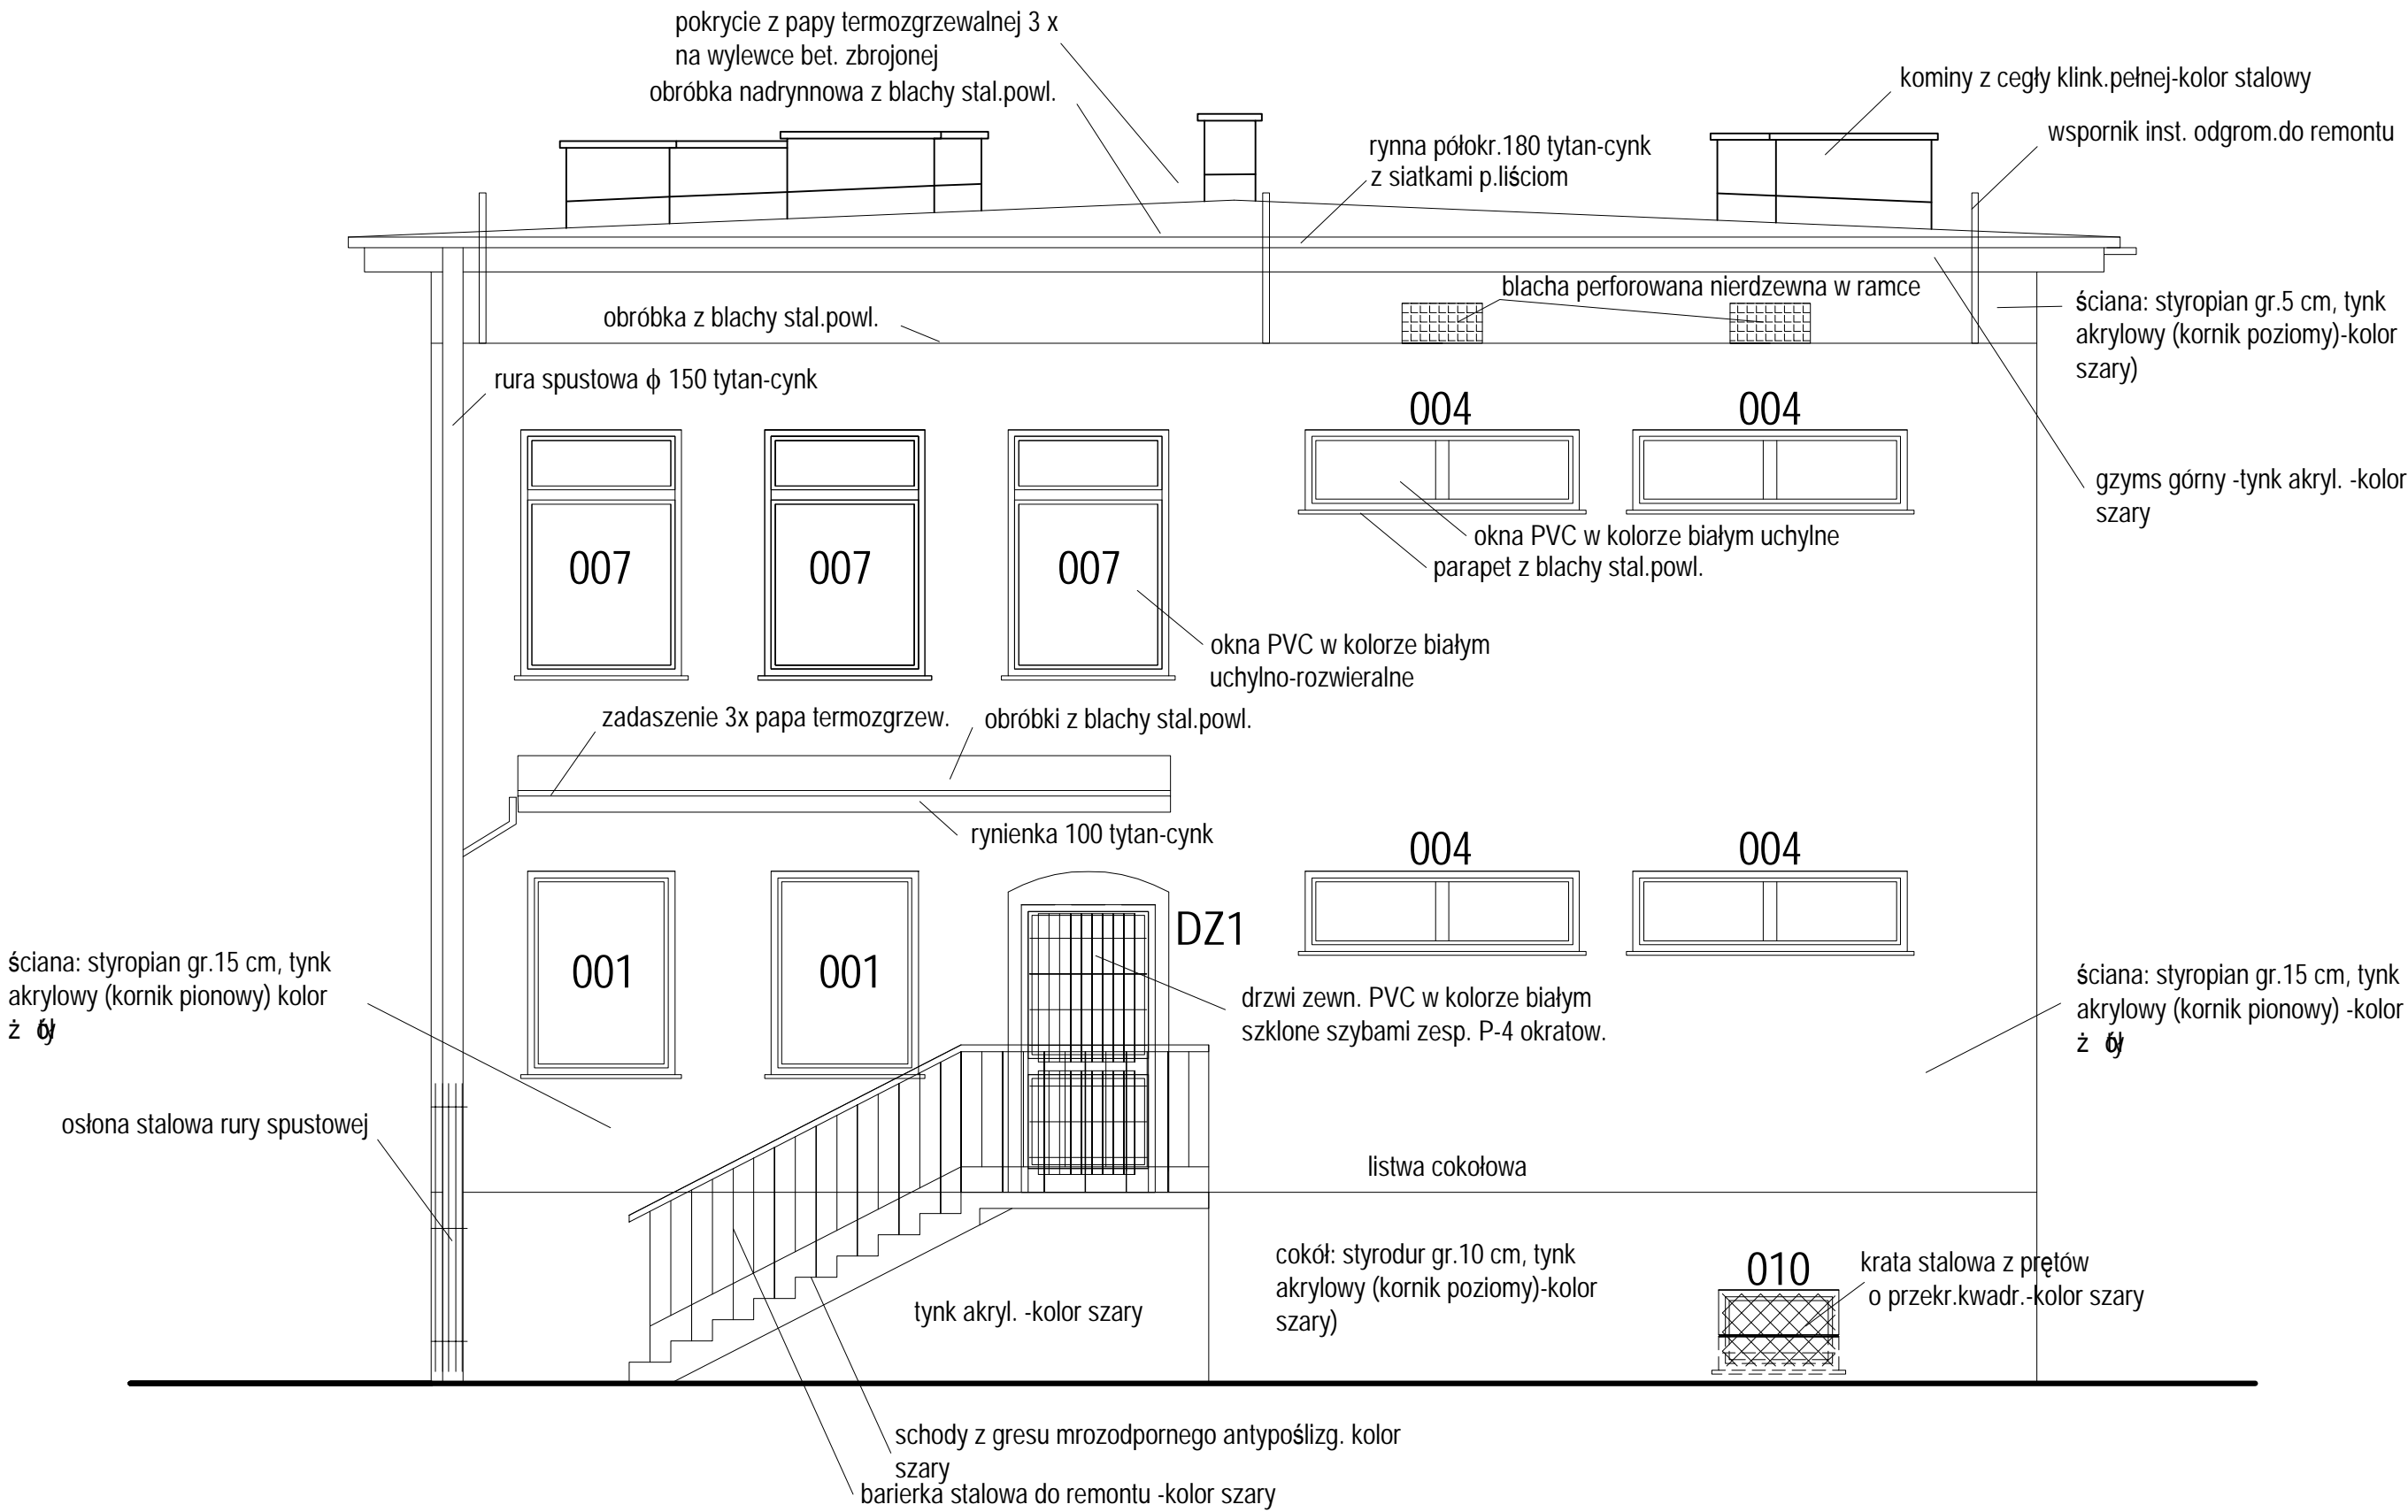 pokrycie z papy termozgrzewalnej 3 x
na wylewce bet. zbrojonej
obróbka nadrynnowa z blachy stal.powl.
kominy z cegły klink.pełnej-kolor stalowy
wspornik inst. odgrom.do remontu
rynna półokr.180 tytan-cynk
z siatkami p.liściom
blacha perforowana nierdzewna w ramce
ściana: styropian gr.5 cm, tynk
akrylowy (kornik poziomy)-kolor
szary)
obróbka z blachy stal.powl.
rura spustowa ϕ 150 tytan-cynk
004
004
gzyms górny -tynk akryl. -kolor
szary
okna PVC w kolorze białym uchylne
parapet z blachy stal.powl.
007
007
007
okna PVC w kolorze białym
uchylno-rozwieralne
zadaszenie 3x papa termozgrzew.
obróbki z blachy stal.powl.
rynienka 100 tytan-cynk
004
004
DZ1
001
001
ściana: styropian gr.15 cm, tynk
akrylowy (kornik pionowy) kolor
drzwi zewn. PVC w kolorze białym
szklone szybami zesp. P-4 okratow.
ściana: styropian gr.15 cm, tynk
akrylowy (kornik pionowy) -kolor
osłona stalowa rury spustowej
listwa cokołowa
cokół: styrodur gr.10 cm, tynk
akrylowy (kornik poziomy)-kolor
szary)
010
krata stalowa z prętów
o przekr.kwadr.-kolor szary
tynk akryl. -kolor szary
schody z gresu mrozodpornego antypoślizg. kolor
szary
barierka stalowa do remontu -kolor szary